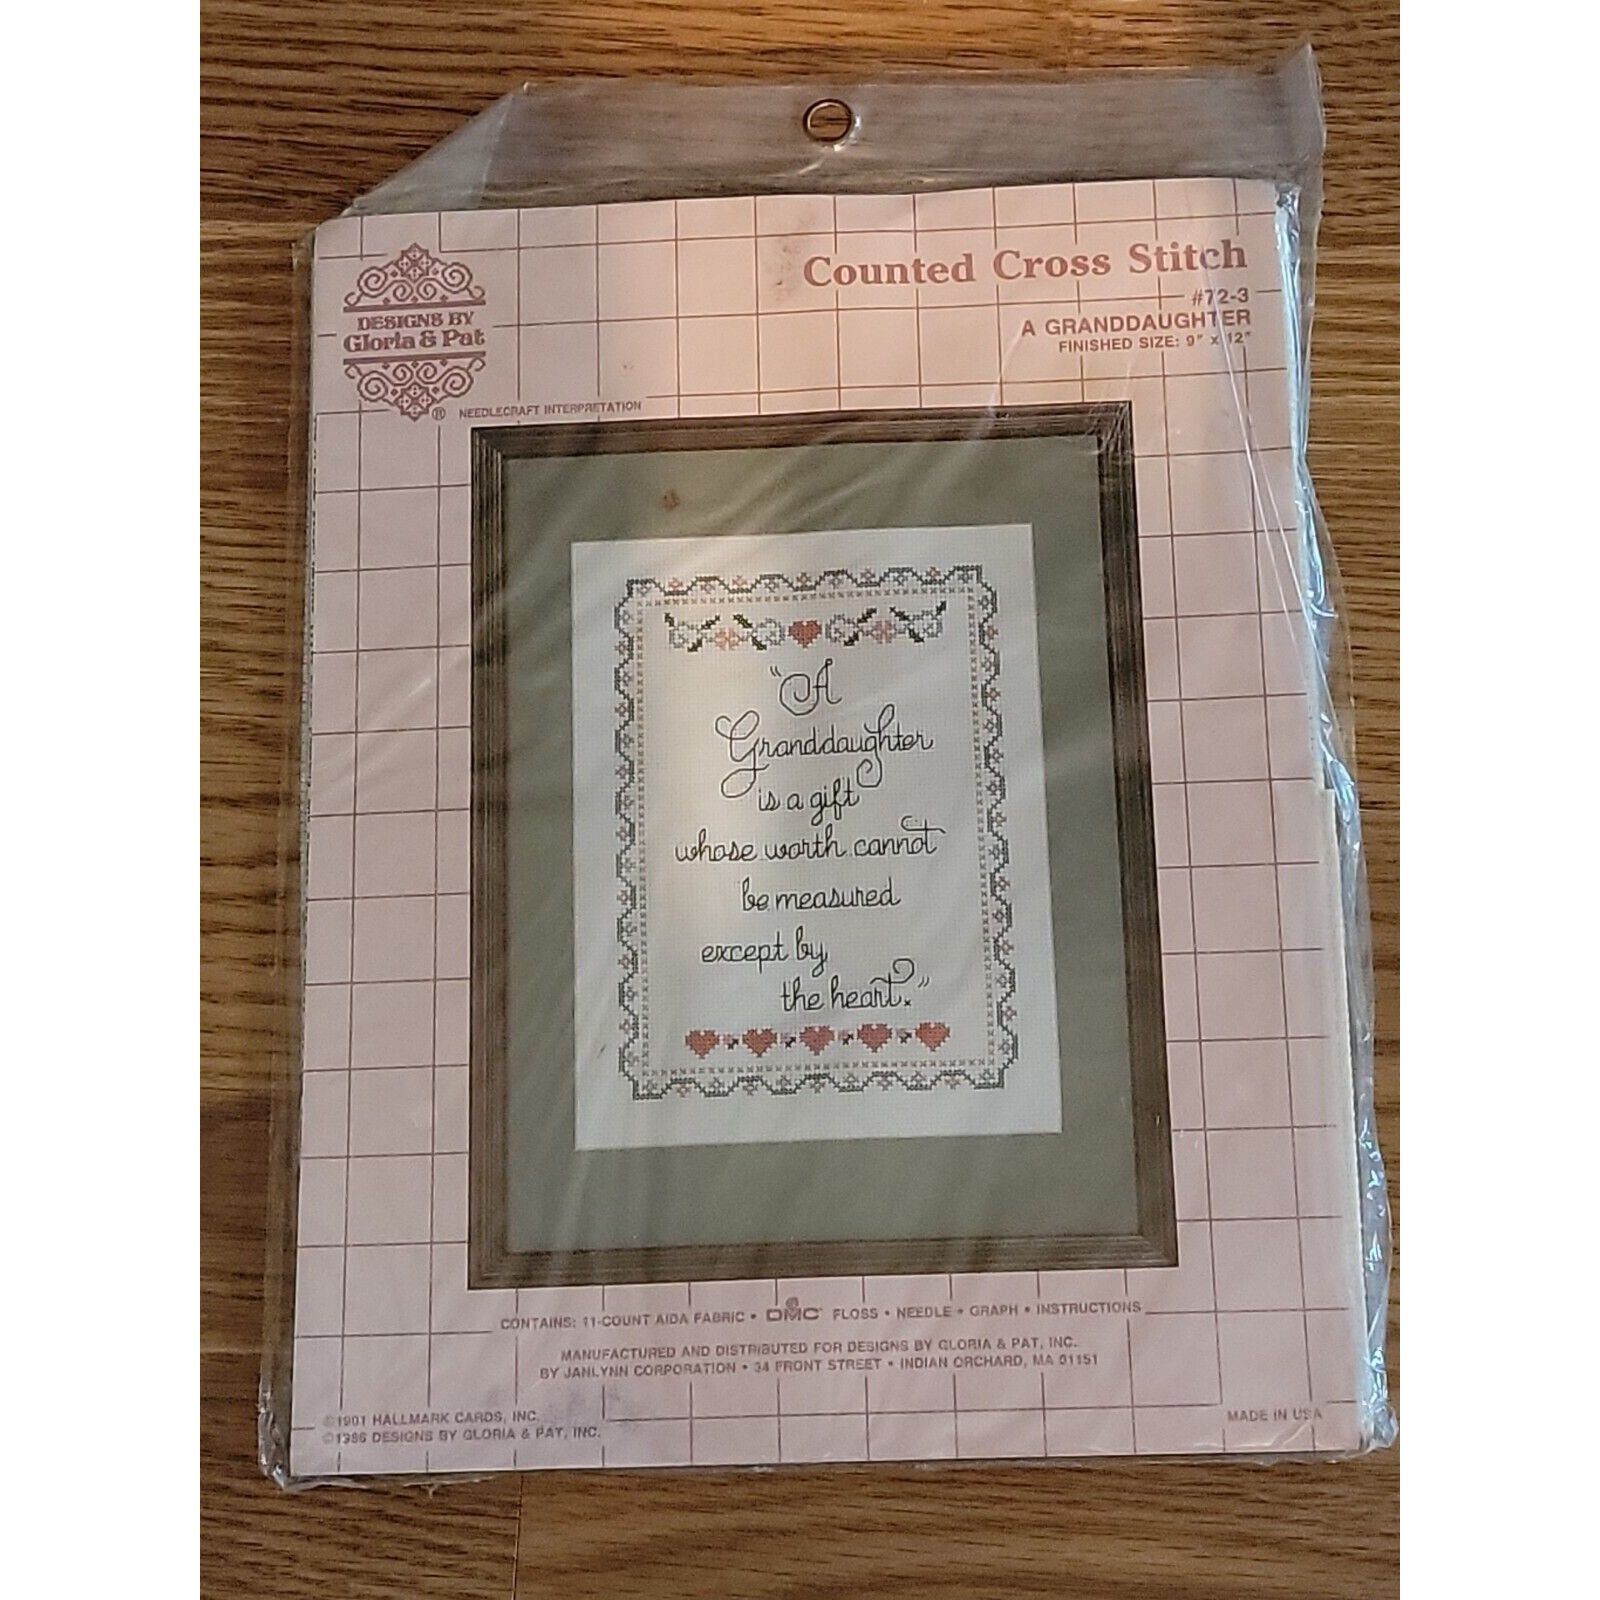 DESIGNS BY
Gloria & Pat
®
NEEDLECRAFT INTERPRETATION
Counted Cross Stitch
#72-3
A GRANDDAUGHTER
FINISHED SIZE: 9" x 12"
"A
Granddaughter
is a gift
whose worth cannot
be measured
except by
the heart."
CONTAINS: 11-COUNT AIDA FABRIC • DMC® FLOSS • NEEDLE • GRAPH • INSTRUCTIONS
MANUFACTURED AND DISTRIBUTED FOR DESIGNS BY GLORIA & PAT, INC.
BY JANLYNN CORPORATION • 34 FRONT STREET • INDIAN ORCHARD, MA 01151
© HALLMARK CARDS, INC.
© DESIGNS BY GLORIA & PAT, INC.
MADE IN USA